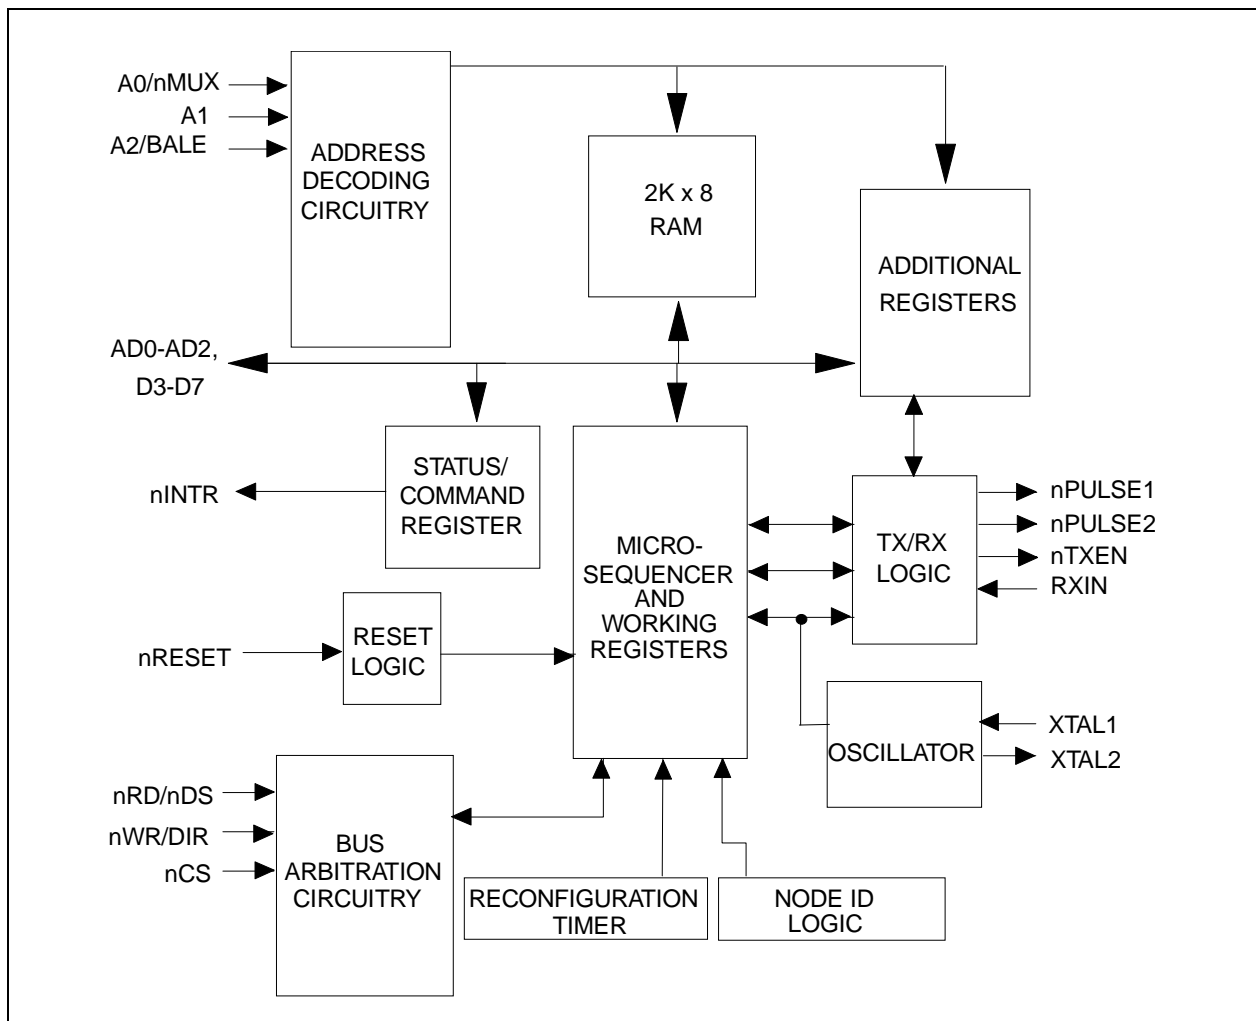 A0/nMUX
A1
A2/BALE
ADDRESS
DECODING
CIRCUITRY
2K x 8
RAM
ADDITIONAL
REGISTERS
AD0-AD2,
D3-D7
nINTR
STATUS/
COMMAND
REGISTER
MICRO-
SEQUENCER
AND
WORKING
REGISTERS
TX/RX
LOGIC
nPULSE1
nPULSE2
nTXEN
RXIN
nRESET
RESET
LOGIC
OSCILLATOR
XTAL1
XTAL2
nRD/nDS
nWR/DIR
nCS
BUS
ARBITRATION
CIRCUITRY
RECONFIGURATION
TIMER
NODE ID
LOGIC